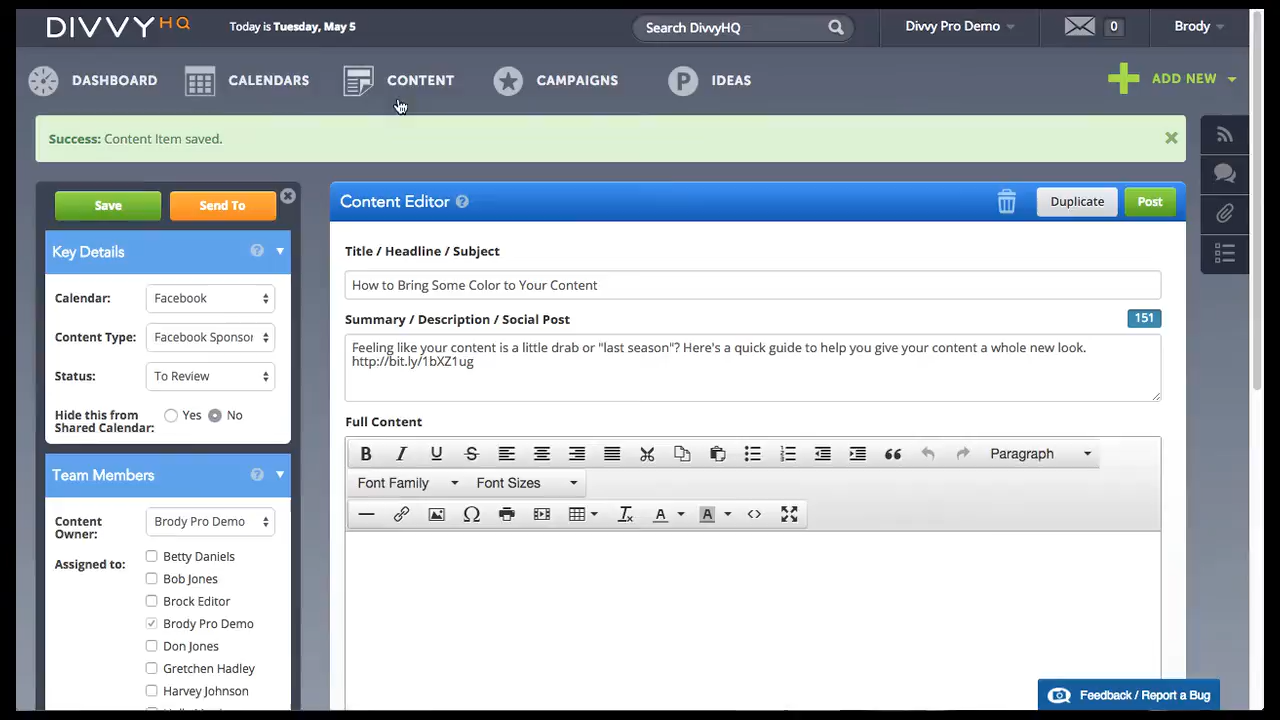 DIVVY HQ
Today is Tuesday, May 5
Search DivvyHQ
Divvy Pro Demo
0
Brody
DASHBOARD
CALENDARS
CONTENT
CAMPAIGNS
P
IDEAS
ADD NEW
Success: Content Item saved.
Save
Send To
Key Details
Calendar:
Facebook
Content Type:
Facebook Sponsor
Status:
To Review
Hide this from
Shared Calendar:
Yes
No
Team Members
Content
Owner:
Brody Pro Demo
Assigned to:
Betty Daniels
Bob Jones
Brock Editor
Brody Pro Demo
Don Jones
Gretchen Hadley
Harvey Johnson
Content Editor
Duplicate
Post
Title / Headline / Subject
How to Bring Some Color to Your Content
Summary / Description / Social Post
151
Feeling like your content is a little drab or "last season"? Here's a quick guide to help you give your content a whole new look.
http://bit.ly/1bXZ1ug
Full Content
Paragraph
Font Family
Font Sizes
Feedback / Report a Bug